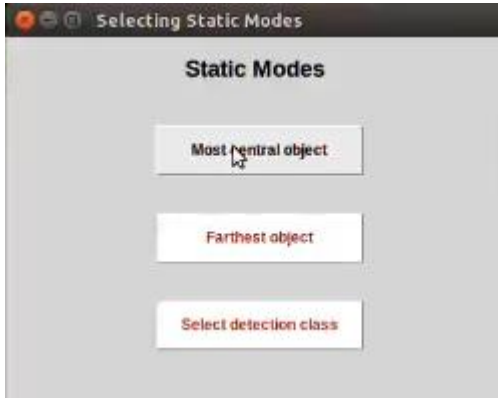 Selecting Static Modes
Static Modes
Most central object
Farthest object
Select detection class